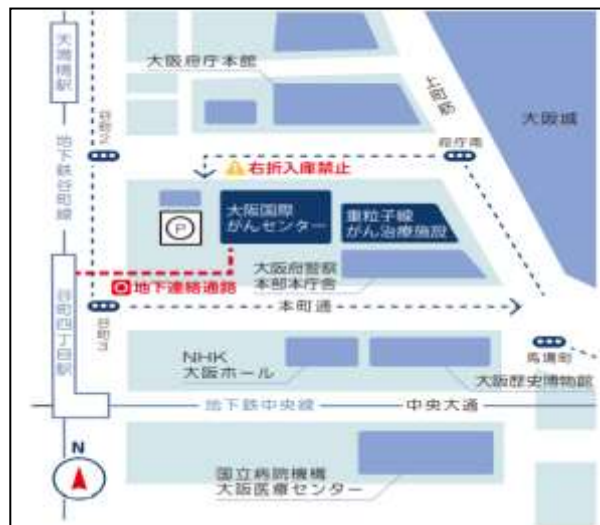 天満橋駅
大阪府庁本館
大阪城
谷町2
府庁南
地下鉄谷町線
右折入庫禁止
P
大阪国際
がんセンター
重粒子線
がん治療施設
大阪府警察
本部本庁舎
地下連絡通路
本町通
谷町3
谷町四丁目駅
馬場町
NHK
大阪ホール
大阪歴史博物館
地下鉄中央線
中央大通
N
国立病院機構
大阪医療センター